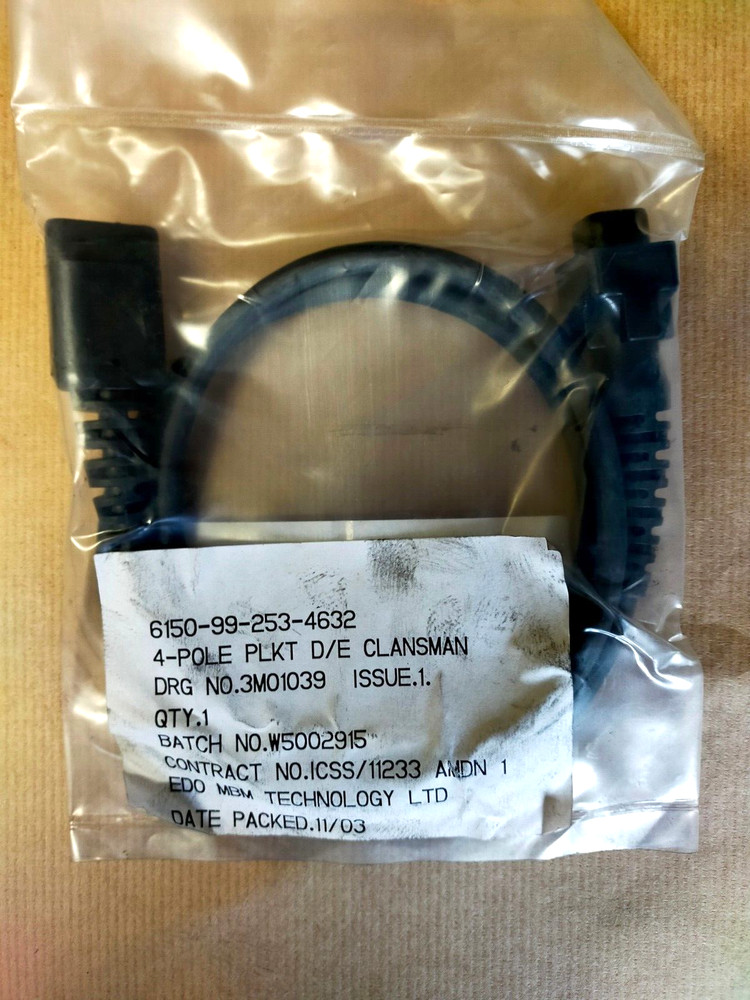 6150-99-253-4632
4-POLE PLKT D/E CLANSMAN
DRG NO.3M01039 ISSUE.1.
QTY.1
BATCH NO.W5002915
CONTRACT NO.ICSS/11233 AMDN 1
EDO MBM TECHNOLOGY LTD
DATE PACKED.11/03